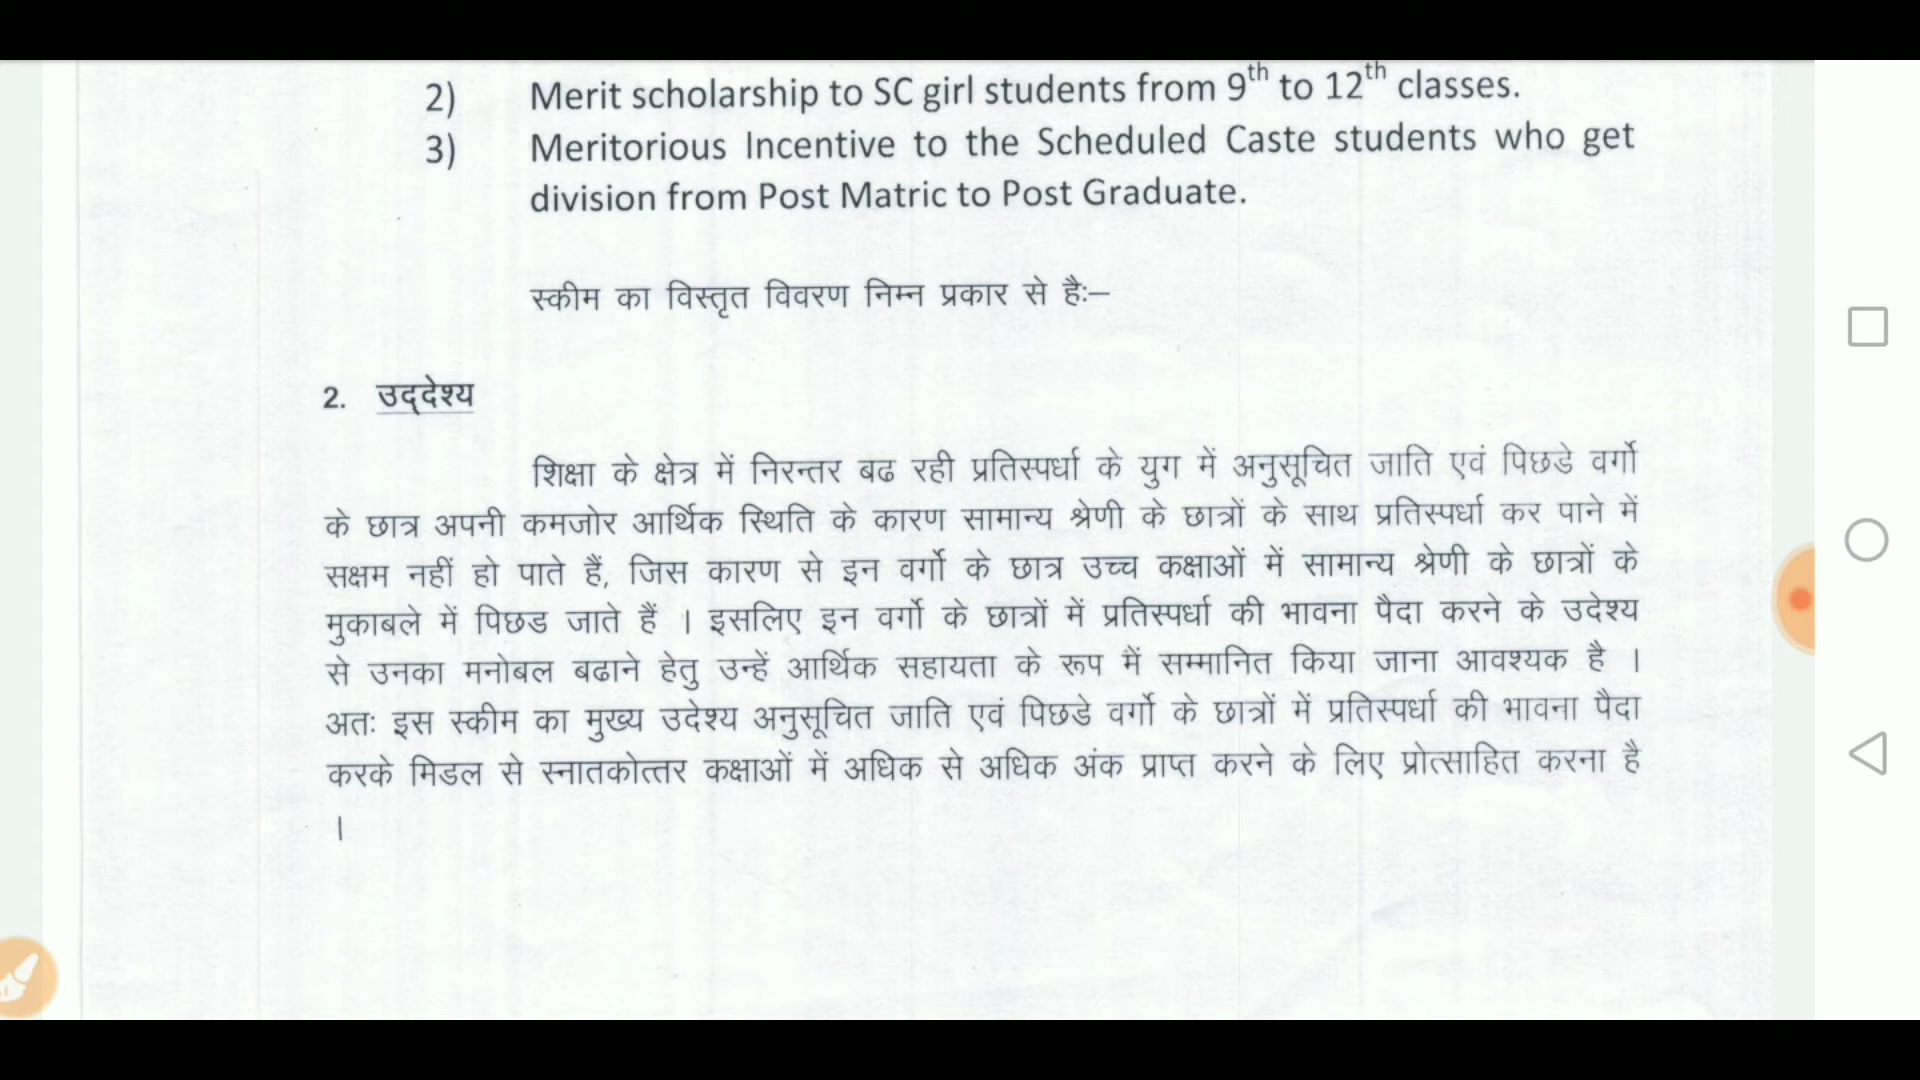 2) Merit scholarship to SC girl students from 9th to 12th classes.
3) Meritorious Incentive to the Scheduled Caste students who get
division from Post Matric to Post Graduate.
स्कीम का विस्तृत विवरण निम्न प्रकार से है:–
2. उद्देश्य
शिक्षा के क्षेत्र में निरन्तर बढ रही प्रतिस्पर्धा के युग में अनुसूचित जाति एवं पिछडे वर्गो
के छात्र अपनी कमजोर आर्थिक स्थिति के कारण सामान्य श्रेणी के छात्रों के साथ प्रतिस्पर्धा कर पाने में
सक्षम नहीं हो पाते हैं, जिस कारण से इन वर्गो के छात्र उच्च कक्षाओं में सामान्य श्रेणी के छात्रों के
मुकाबले में पिछड जाते हैं । इसलिए इन वर्गो के छात्रों में प्रतिस्पर्धा की भावना पैदा करने के उदेश्य
से उनका मनोबल बढाने हेतु उन्हें आर्थिक सहायता के रूप में सम्मानित किया जाना आवश्यक है ।
अतः इस स्कीम का मुख्य उदेश्य अनुसूचित जाति एवं पिछडे वर्गो के छात्रों में प्रतिस्पर्धा की भावना पैदा
करके मिडल से स्नातकोत्तर कक्षाओं में अधिक से अधिक अंक प्राप्त करने के लिए प्रोत्साहित करना है
।